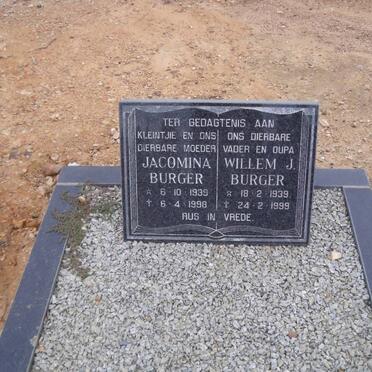 TER GEDAGTENIS AAN
KLEINTJIE EN ONS
DIERBARE MOEDER
JACOMINA
BURGER
☆ 6·10·1939
† 6·4·1998
ONS DIERBARE
VADER EN OUPA
WILLEM J.
BURGER
☆ 18·2·1939
† 24·2·1999
RUS IN VREDE.